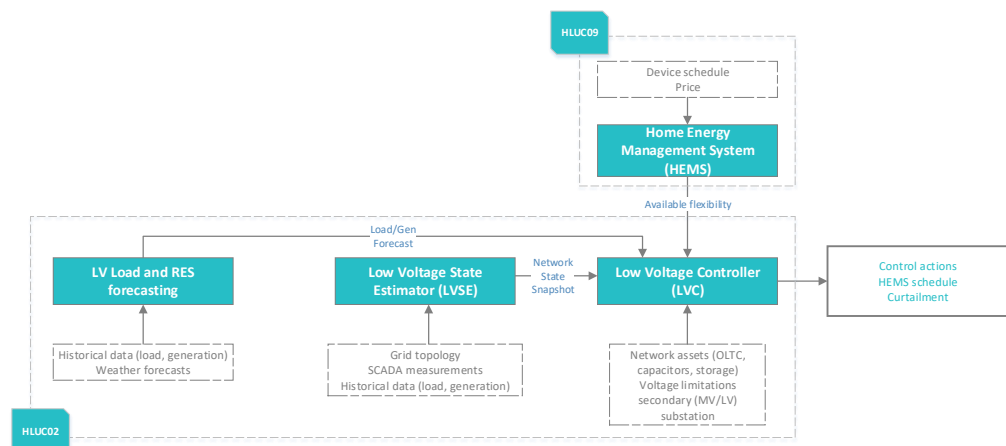 HLUC09
Device schedule
Price
Home Energy
Management System
(HEMS)
Available flexibility
Load/Gen
Forecast
LV Load and RES
forecasting
Low Voltage State
Estimator (LVSE)
Network
State
Snapshot
Low Voltage Controller
(LVC)
Control actions
HEMS schedule
Curtailment
Historical data (load, generation)
Weather forecasts
Grid topology
SCADA measurements
Historical data (load, generation)
Network assets (OLTC,
capacitors, storage)
Voltage limitations
secondary (MV/LV)
substation
HLUC02